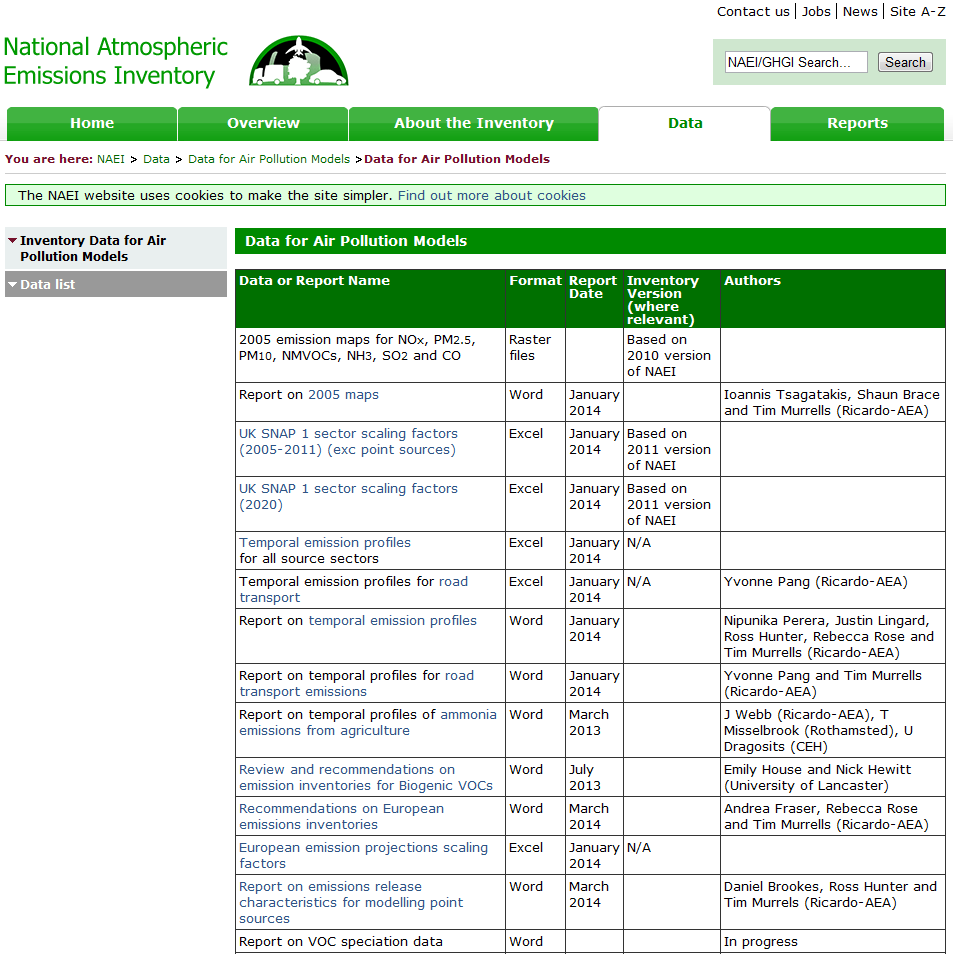 Contact us | Jobs | News | Site A-Z
National Atmospheric
Emissions Inventory
NAEI/GHGI Search... Search
Home Overview About the Inventory Data Reports
You are here: NAEI > Data > Data for Air Pollution Models >Data for Air Pollution Models
The NAEI website uses cookies to make the site simpler. Find out more about cookies
Inventory Data for Air
Pollution Models
Data list
Data for Air Pollution Models
Data or Report Name Format Report Inventory Authors
Date Version
(where
relevant)
2005 emission maps for NOx, PM2.5, Raster Based on
PM10, NMVOCs, NH3, SO2 and CO files 2010 version
of NAEI
Report on 2005 maps Word January Ioannis Tsagatakis, Shaun Brace
2014 and Tim Murrells (Ricardo-AEA)
UK SNAP 1 sector scaling factors Excel January Based on
(2005-2011) (exc point sources) 2014 2011 version
of NAEI
UK SNAP 1 sector scaling factors Excel January Based on
(2020) 2014 2011 version
of NAEI
Temporal emission profiles Excel January N/A
for all source sectors 2014
Temporal emission profiles for road Excel January N/A Yvonne Pang (Ricardo-AEA)
transport 2014
Report on temporal emission profiles Word January Nipunika Perera, Justin Lingard,
2014 Ross Hunter, Rebecca Rose and
Tim Murrells (Ricardo-AEA)
Report on temporal profiles for road Word January Yvonne Pang and Tim Murrells
transport emissions 2014 (Ricardo-AEA)
Report on temporal profiles of ammonia Word March J Webb (Ricardo-AEA), T
emissions from agriculture 2013 Misselbrook (Rothamsted), U
Dragosits (CEH)
Review and recommendations on Word July Emily House and Nick Hewitt
emission inventories for Biogenic VOCs 2013 (University of Lancaster)
Recommendations on European Word March Andrea Fraser, Rebecca Rose
emissions inventories 2014 and Tim Murrells (Ricardo-AEA)
European emission projections scaling Excel January N/A
factors 2014
Report on emissions release Word March Daniel Brookes, Ross Hunter and
characteristics for modelling point 2014 Tim Murrels (Ricardo-AEA)
sources
Report on VOC speciation data Word In progress